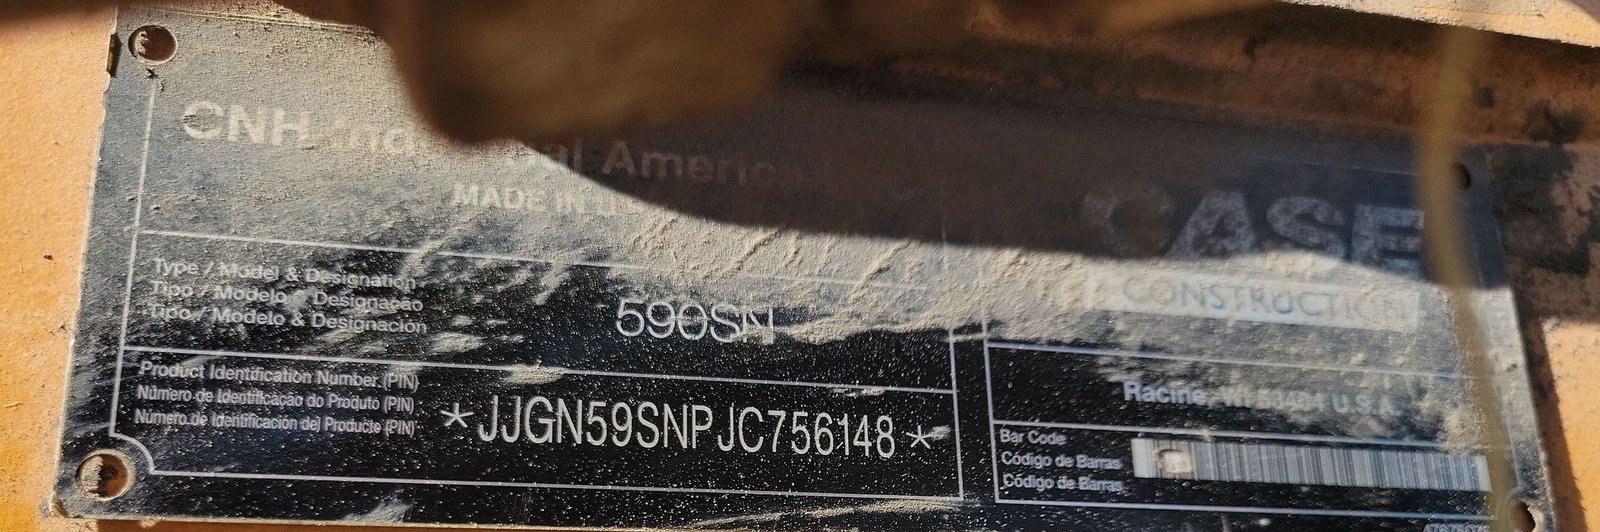 CNH al Americ
MADE IN U
CASE
CONSTRUCTION
Type / Model & Designation
Tipo / Modelo Designação
Tipo / Modelo & Designación
590SN
Product Identification Number (PIN)
Número de Identificação do Produto (PIN)
Número de Identificación del Producto (PIN)
*JJGN59SNPJC756148*
Racine, U.S.A.
Bar Code
Código de Barras
Código de Barras